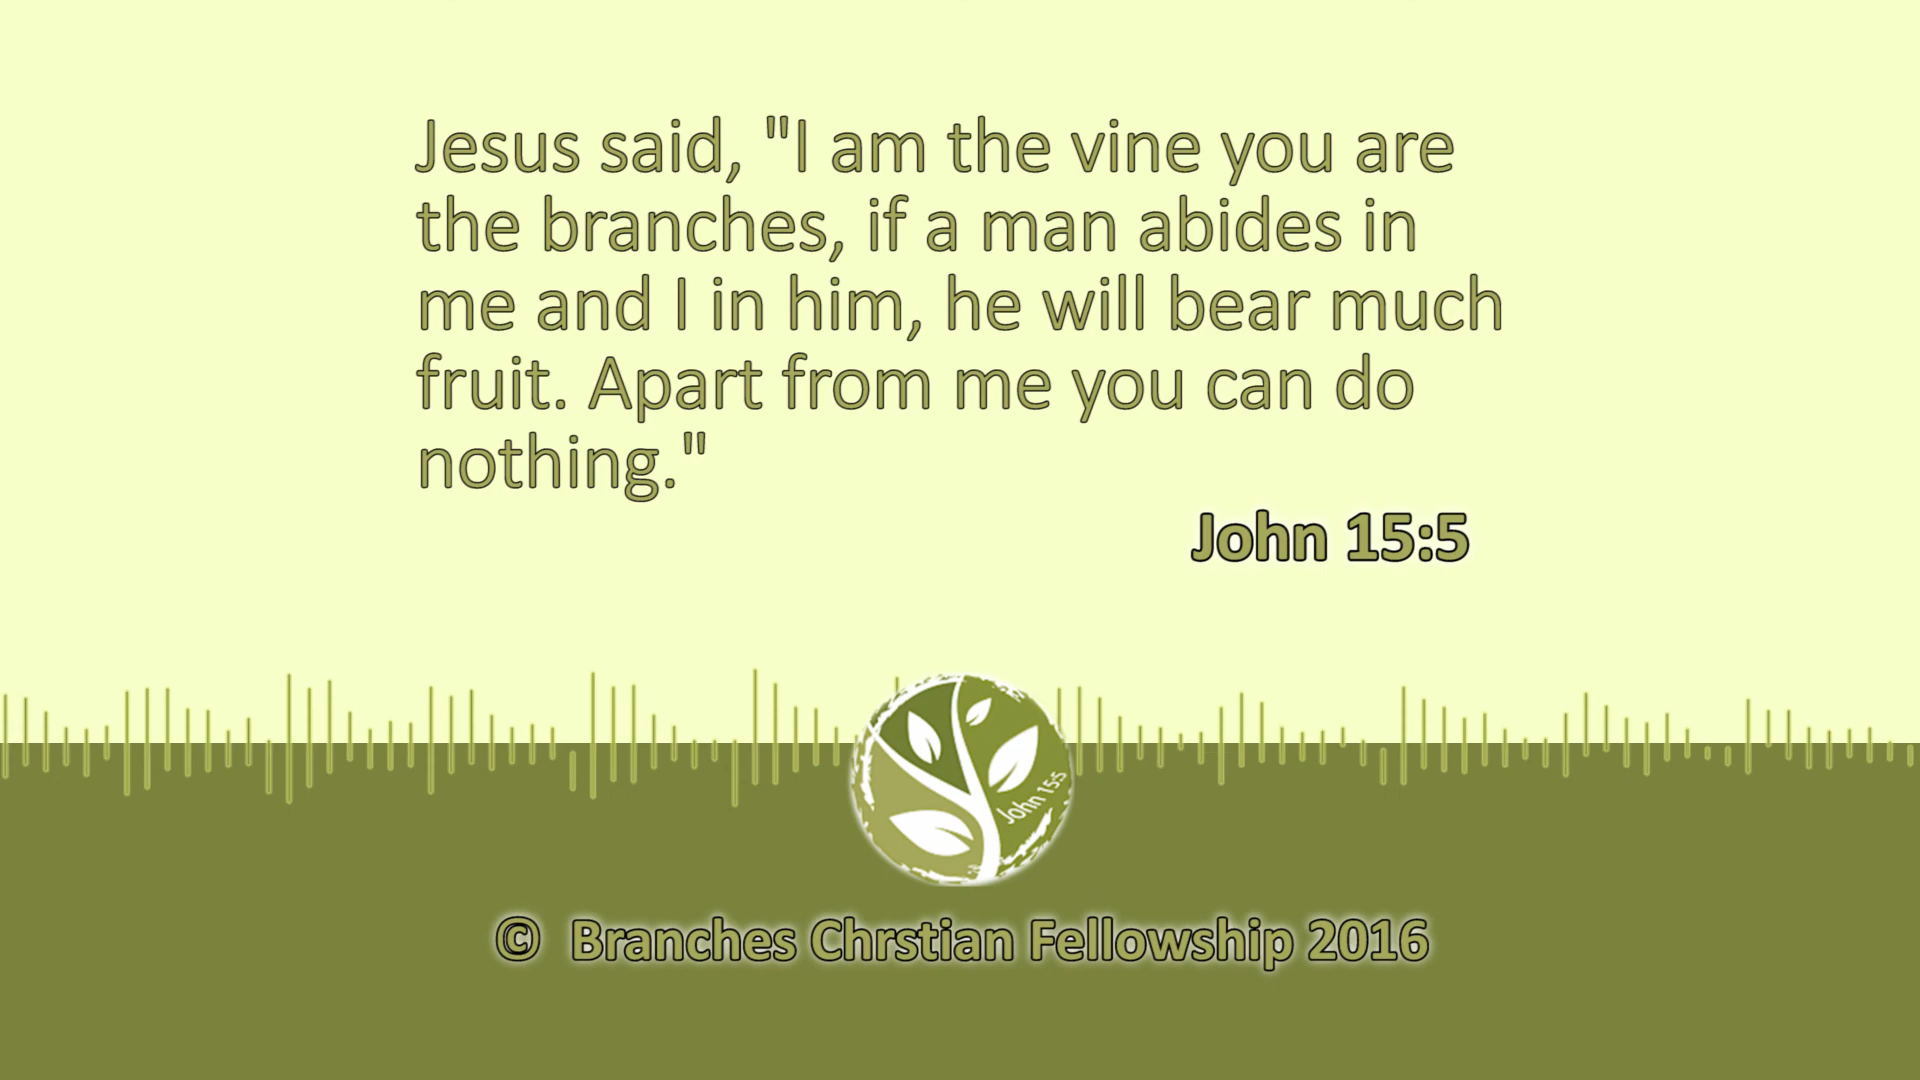 Jesus said, "I am the vine you are
the branches, if a man abides in
me and I in him, he will bear much
fruit. Apart from me you can do
nothing."
John 15:5
John 15:5
© Branches Chrstian Fellowship 2016